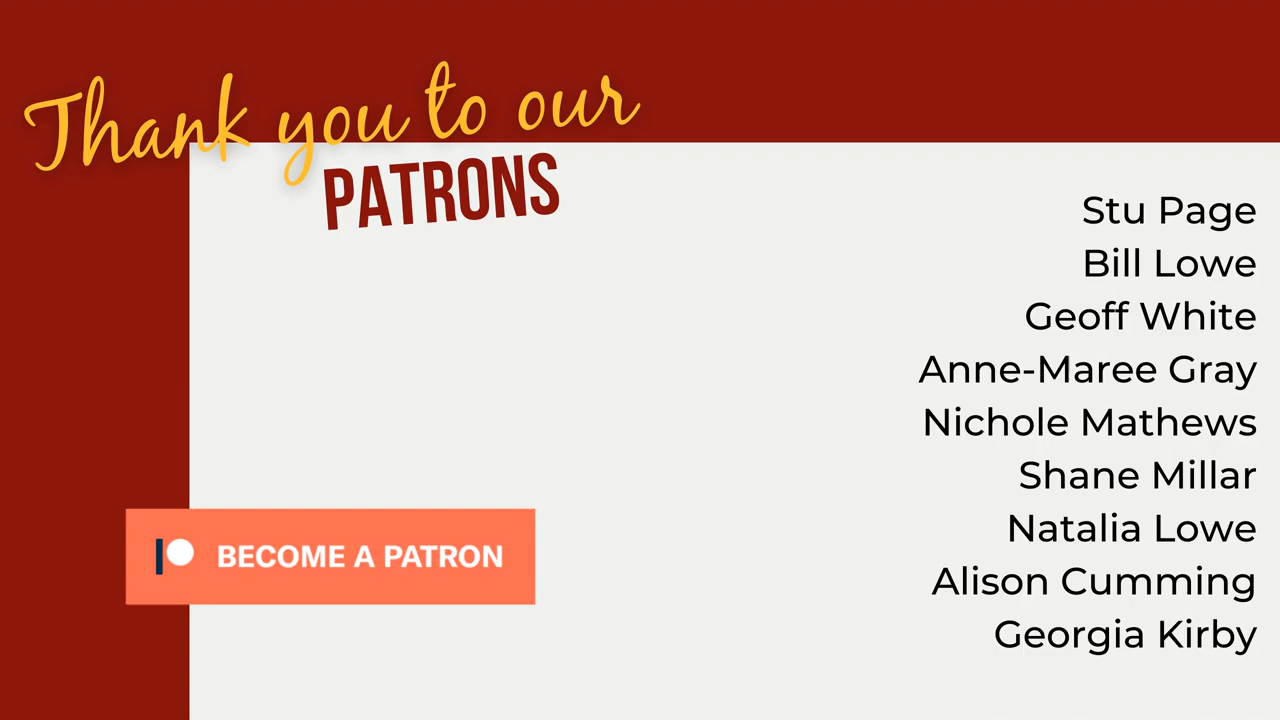 Thank you to our
PATRONS
Stu Page
Bill Lowe
Geoff White
Anne-Maree Gray
Nichole Mathews
Shane Millar
Natalia Lowe
Alison Cumming
Georgia Kirby
BECOME A PATRON